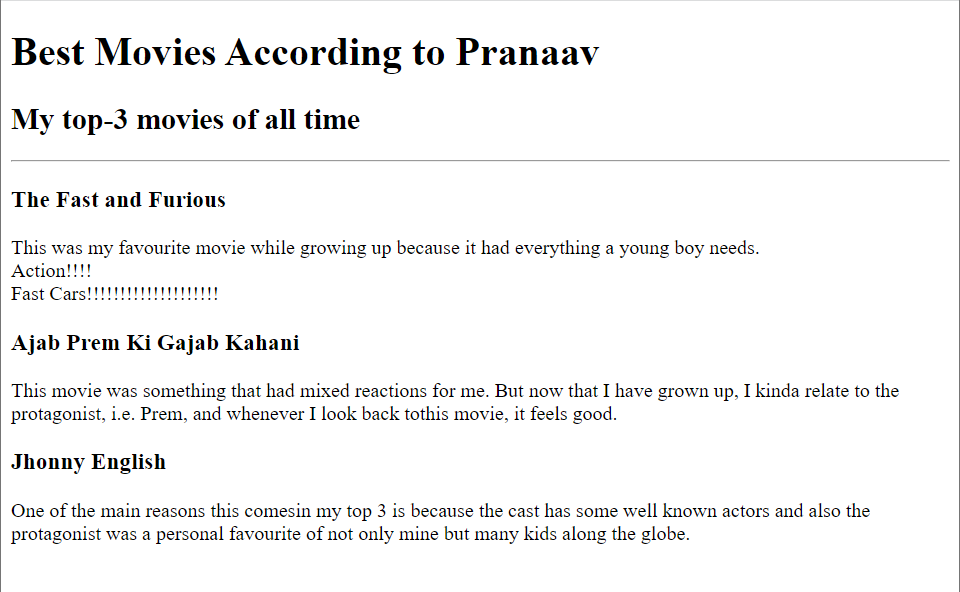 Best Movies According to Pranaav
My top-3 movies of all time
The Fast and Furious
This was my favourite movie while growing up because it had everything a young boy needs.
Action!!!!
Fast Cars!!!!!!!!!!!!!!!!!!!!
Ajab Prem Ki Gajab Kahani
This movie was something that had mixed reactions for me. But now that I have grown up, I kinda relate to the
protagonist, i.e. Prem, and whenever I look back tothis movie, it feels good.
Jhonny English
One of the main reasons this comesin my top 3 is because the cast has some well known actors and also the
protagonist was a personal favourite of not only mine but many kids along the globe.